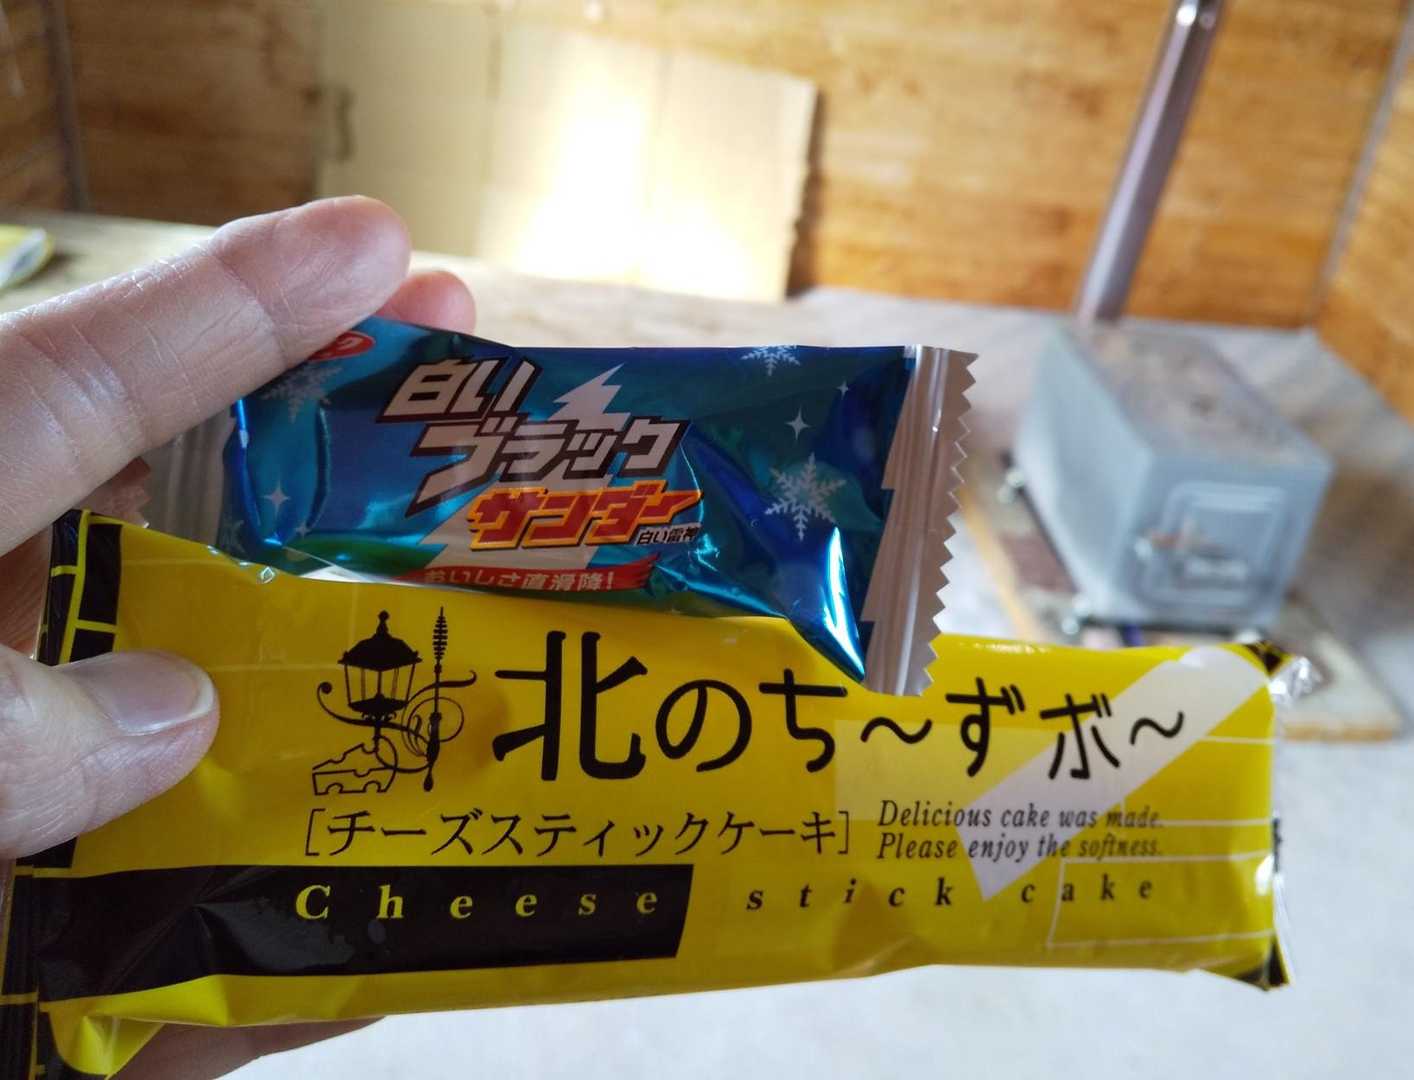 白い
ブラック
サンダー
白い雷神
おいしさ直滑降！
北のち〜ずボ〜
[チーズスティックケーキ]
Delicious cake was made.
Please enjoy the softness.
Cheese stick cake